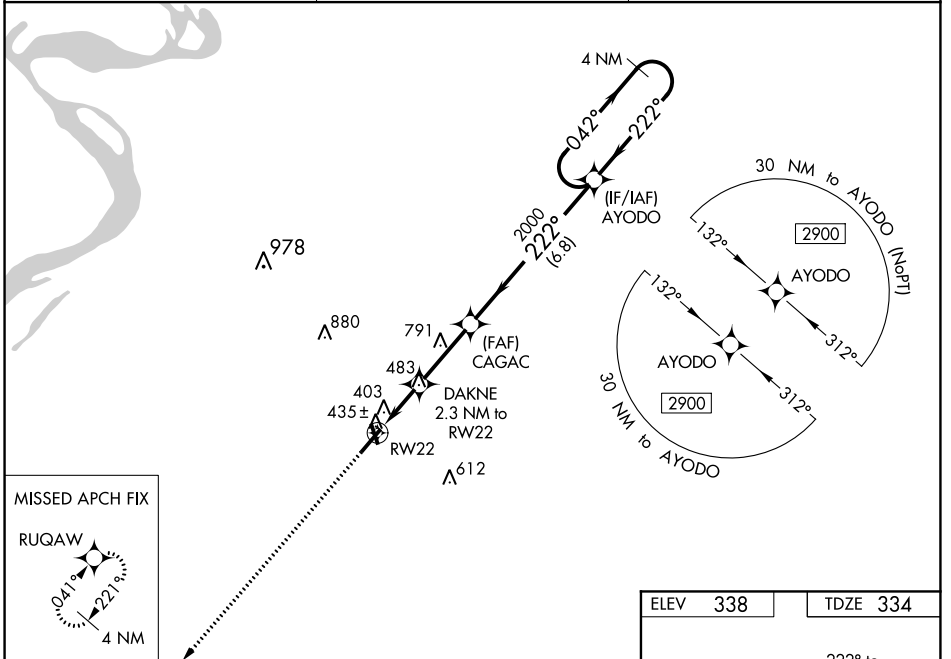 4 NM
042°
222°
(IF/IAF)
AYODO
2000
222°
(6.8)
30 NM to AYODO (NoPT)
132°
2900
AYODO
312°
132°
AYODO
312°
2900
30 NM to AYODO
978
880
791
(FAF)
CAGAC
483
DAKNE
2.3 NM to
RW22
403
435±
RW22
612
MISSED APCH FIX
RUQAW
041°
221°
4 NM
ELEV 338
TDZE 334